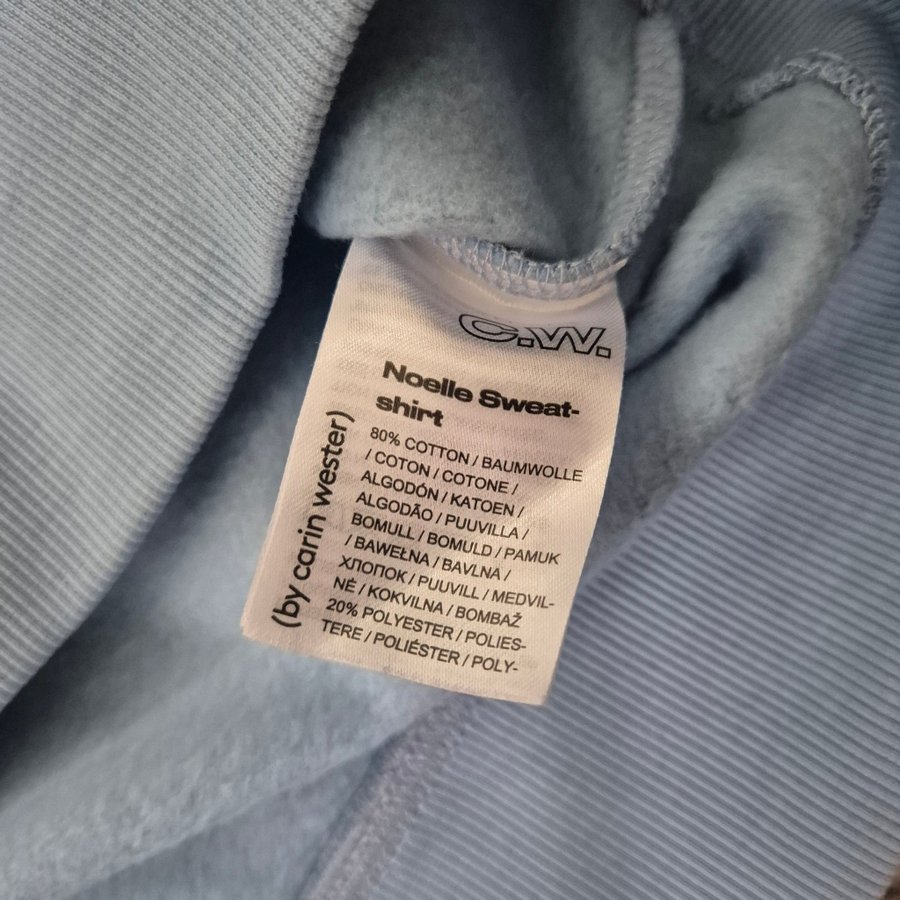 C.W.
Noelle Sweat-
shirt
(by carin wester)
80% COTTON / BAUMWOLLE
/ COTON / COTONE /
ALGODÓN / KATOEN /
ALGODÃO / PUUVILLA /
BOMULL / BOMULD / PAMUK
/ BAWEŁNA / BAVLNA /
ХЛОПОК / PUUVILL / MEDVIL-
NĖ / KOKVILNA / BOMBAŽ
20% POLYESTER / POLIES-
TERE / POLIÉSTER / POLY-